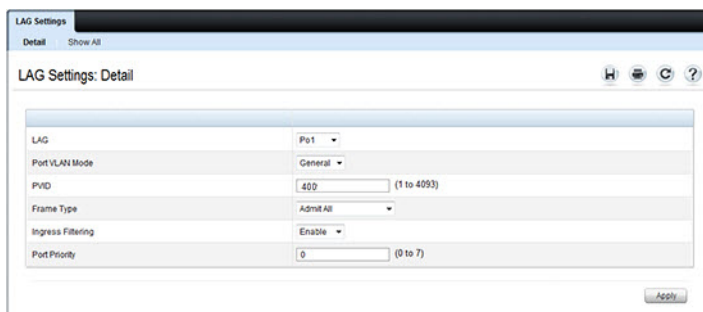 LAG Settings
Detail Show All
LAG Settings: Detail
?
LAG Po1
Port VLAN Mode General
PVID 400 (1 to 4093)
Frame Type Admit All
Ingress Filtering Enable
Port Priority 0 (0 to 7)
Apply